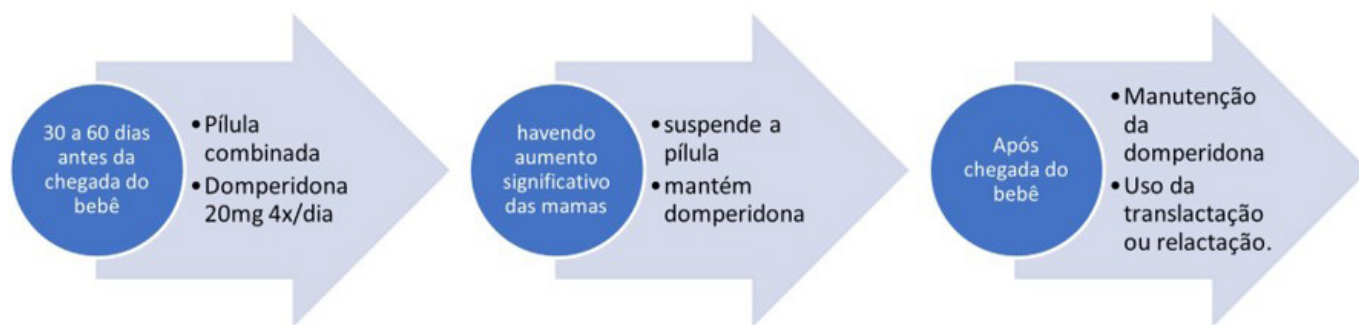 30 a 60 dias
antes da
chegada do
bebê
•Pílula
combinada
•Domperidona
20mg 4x/dia
havendo
aumento
significativo
das mamas
•suspende a
pílula
•mantém
domperidona
Após
chegada do
bebê
•Manutenção
da
domperidona
•Uso da
translactação
ou relactação.